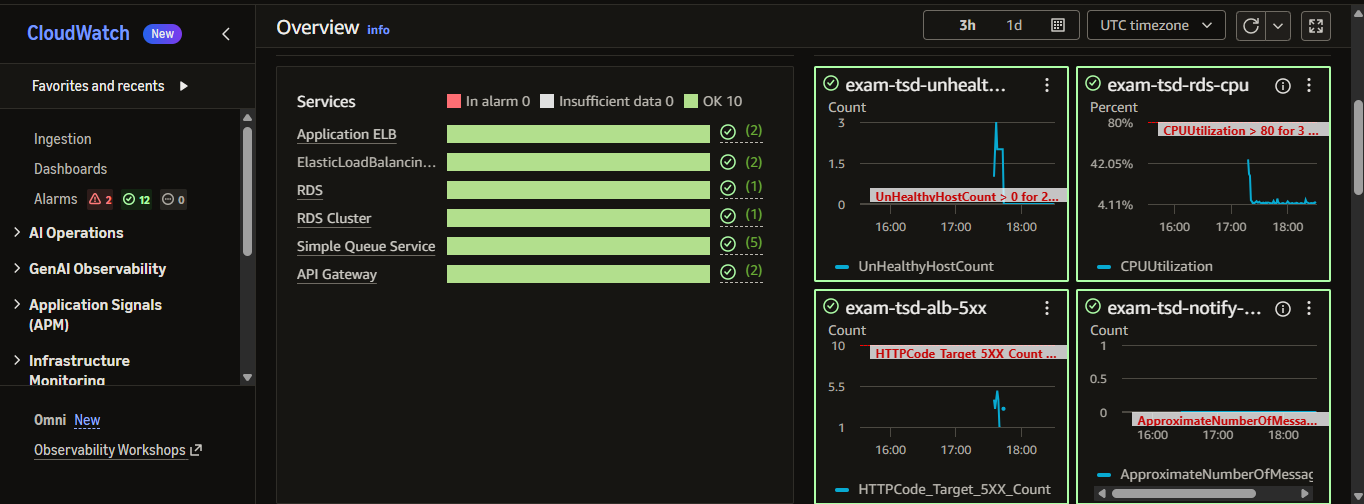 CloudWatch New
Favorites and recents
Ingestion
Dashboards
Alarms 2 12 0
AI Operations
GenAI Observability
Application Signals
(APM)
Infrastructure
Monitoring
Omni New
Observability Workshops
Overview info
3h 1d UTC timezone
Services In alarm 0 Insufficient data 0 OK 10
Application ELB (2)
ElasticLoadBalancin... (2)
RDS (1)
RDS Cluster (1)
Simple Queue Service (5)
API Gateway (2)
exam-tsd-unhealt...
Count
3
1.5
0
UnHealthyHostCount > 0 for 2...
16:00 17:00 18:00
UnHealthyHostCount
exam-tsd-rds-cpu
Percent
80%
CPUUtilization > 80 for 3 ...
42.05%
4.11%
16:00 17:00 18:00
CPUUtilization
exam-tsd-alb-5xx
Count
10
HTTPCode_Target_5XX_Count ...
5.5
1
16:00 17:00 18:00
HTTPCode_Target_5XX_Count
exam-tsd-notify-...
Count
1
0.5
0
ApproximateNumberOfMessa...
16:00 17:00 18:00
ApproximateNumberOfMessag